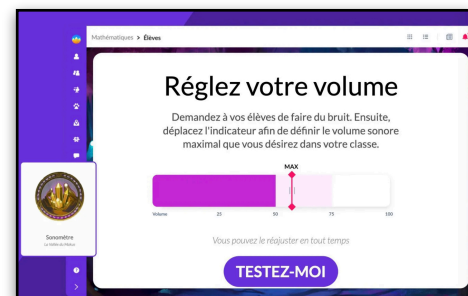 Mathématiques > Élèves
Réglez votre volume
Demandez à vos élèves de faire du bruit. Ensuite,
déplacez l'indicateur afin de définir le volume sonore
maximal que vous désirez dans votre classe.
MAX
Volume 25 50 75 100
Sonomètre
Vous pouvez le réajuster en tout temps
TESTEZ-MOI